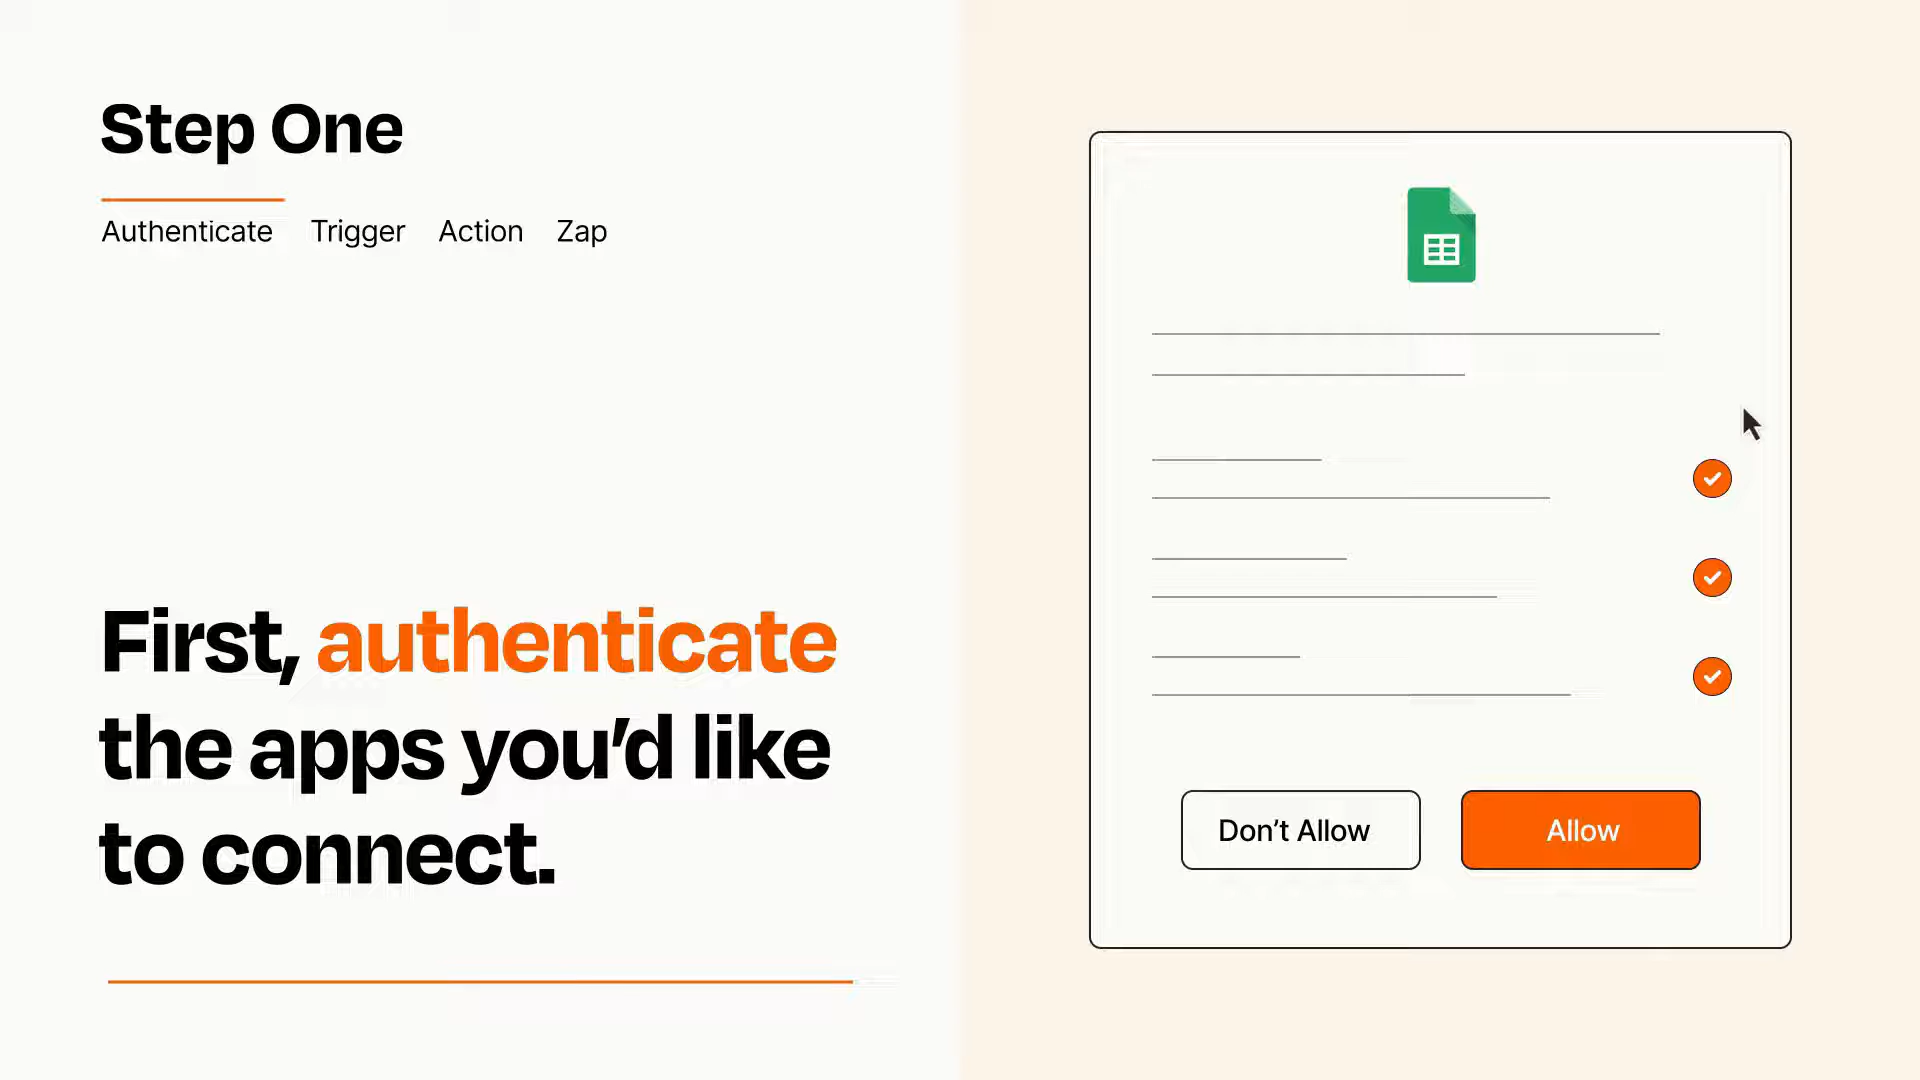 Step One
Authenticate Trigger Action Zap
First, authenticate
the apps you’d like
to connect.
Don’t Allow
Allow